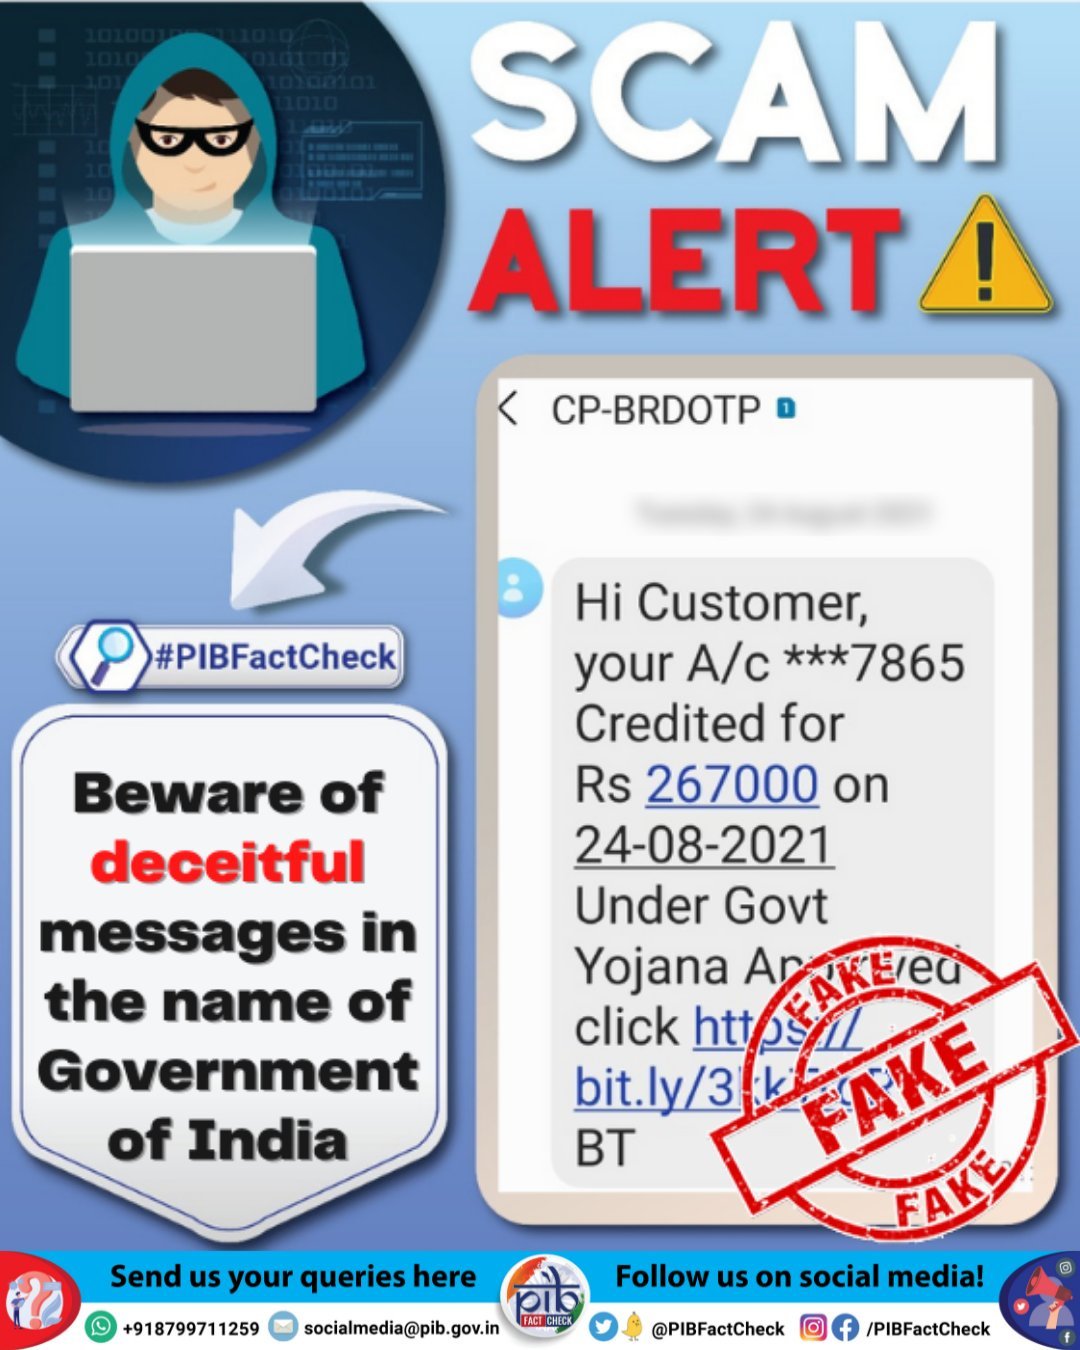 SCAM
ALERT
CP-BRDOTP 1
Hi Customer,
your A/c ***7865
Credited for
Rs 267000 on
24-08-2021
Under Govt
Yojana
click https://
bit.ly/3
BT
FAKE
FAKE
FAKE
#PIBFactCheck
Beware of
deceitful
messages in
the name of
Government
of India
Send us your queries here
+918799711259 socialmedia@pib.gov.in
pib
FACT CHECK
Follow us on social media!
@PIBFactCheck /PIBFactCheck